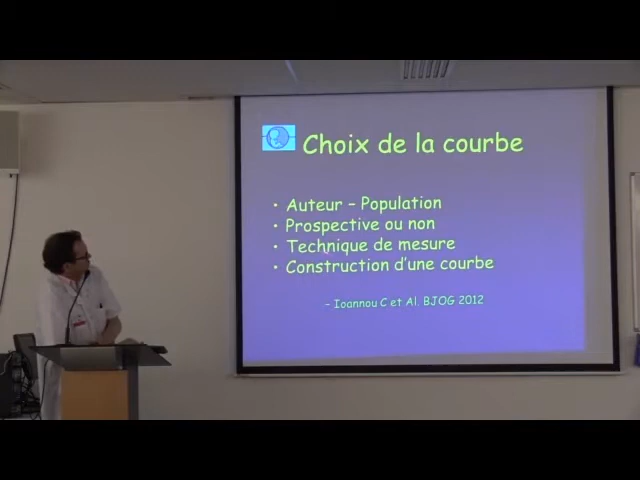 Choix de la courbe
• Auteur – Population
• Prospective ou non
• Technique de mesure
• Construction d'une courbe
– Ioannou C et Al. BJOG 2012